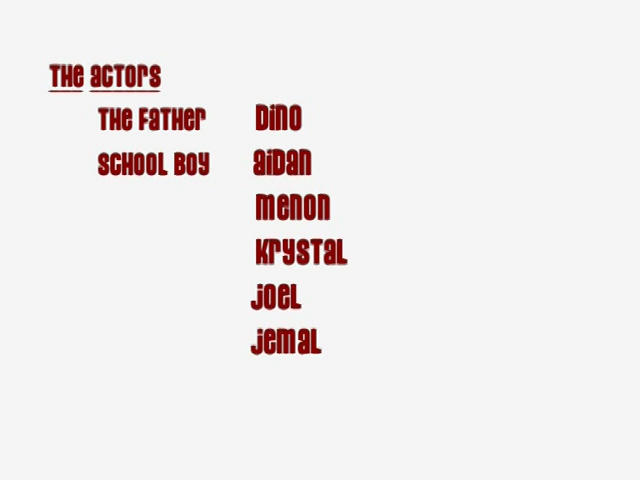 THE ACTORS
THE FATHER DINO
SCHOOL BOY AIDAN
MENON
KRYSTAL
JOEL
JEMAL